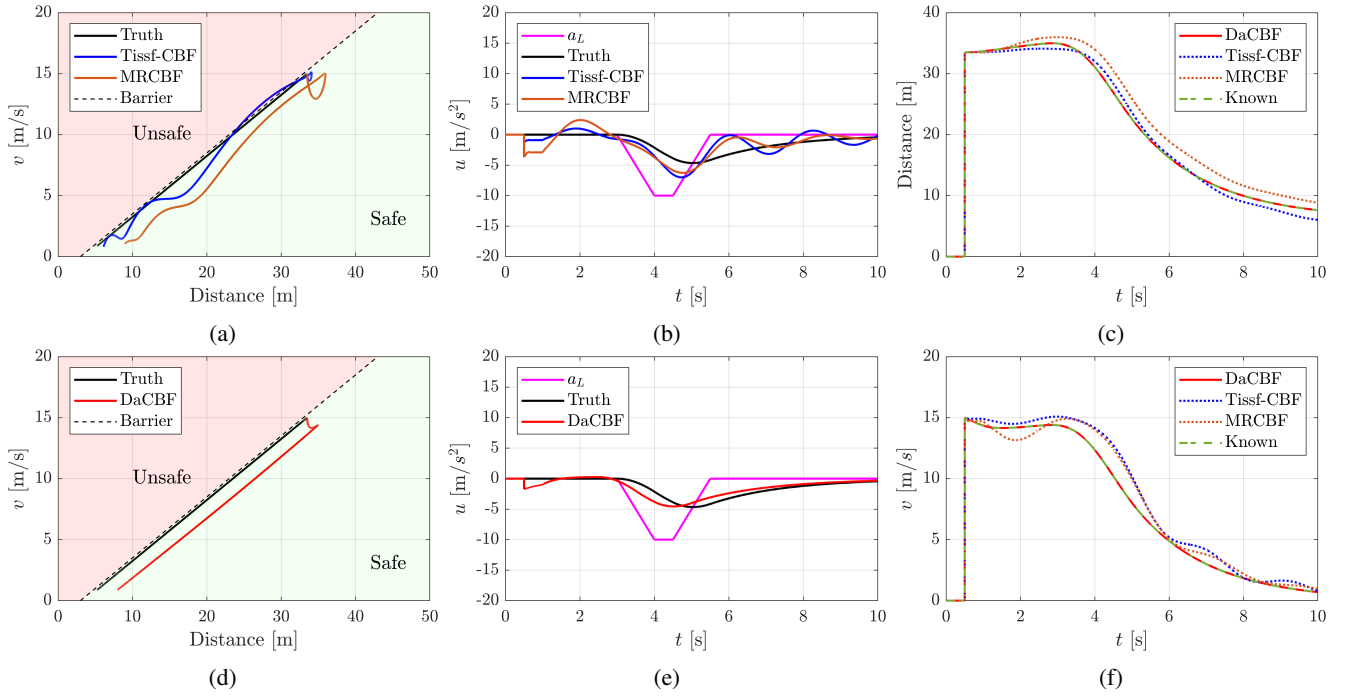 20
15
10
5
0
v [m/s]
Truth
Tissf-CBF
MRCBF
Barrier
Unsafe
Safe
0 10 20 30 40 50
Distance [m]
(a)
20
15
10
5
0
-5
-10
-15
-20
u [m/s²]
a_L
Truth
Tissf-CBF
MRCBF
0 2 4 6 8 10
t [s]
(b)
40
30
20
10
0
Distance [m]
DaCBF
Tissf-CBF
MRCBF
Known
2 4 6 8 10
t [s]
(c)
20
15
10
5
0
v [m/s]
Truth
DaCBF
Barrier
Unsafe
Safe
0 10 20 30 40 50
Distance [m]
(d)
20
15
10
5
0
-5
-10
-15
-20
u [m/s²]
a_L
Truth
DaCBF
0 2 4 6 8 10
t [s]
(e)
20
15
10
5
0
v [m/s]
DaCBF
Tissf-CBF
MRCBF
Known
0 2 4 6 8 10
t [s]
(f)